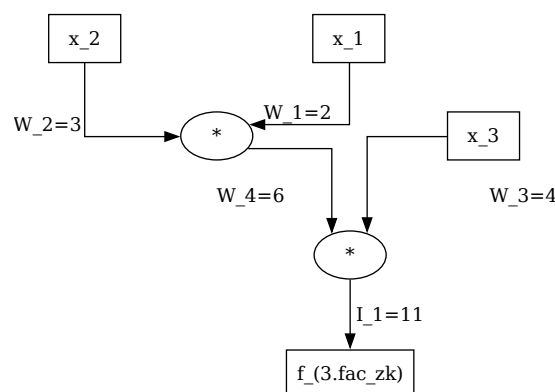 x_2
x_1
W_2=3
*
W_1=2
x_3
W_4=6
W_3=4
*
I_1=11
f_(3.fac_zk)